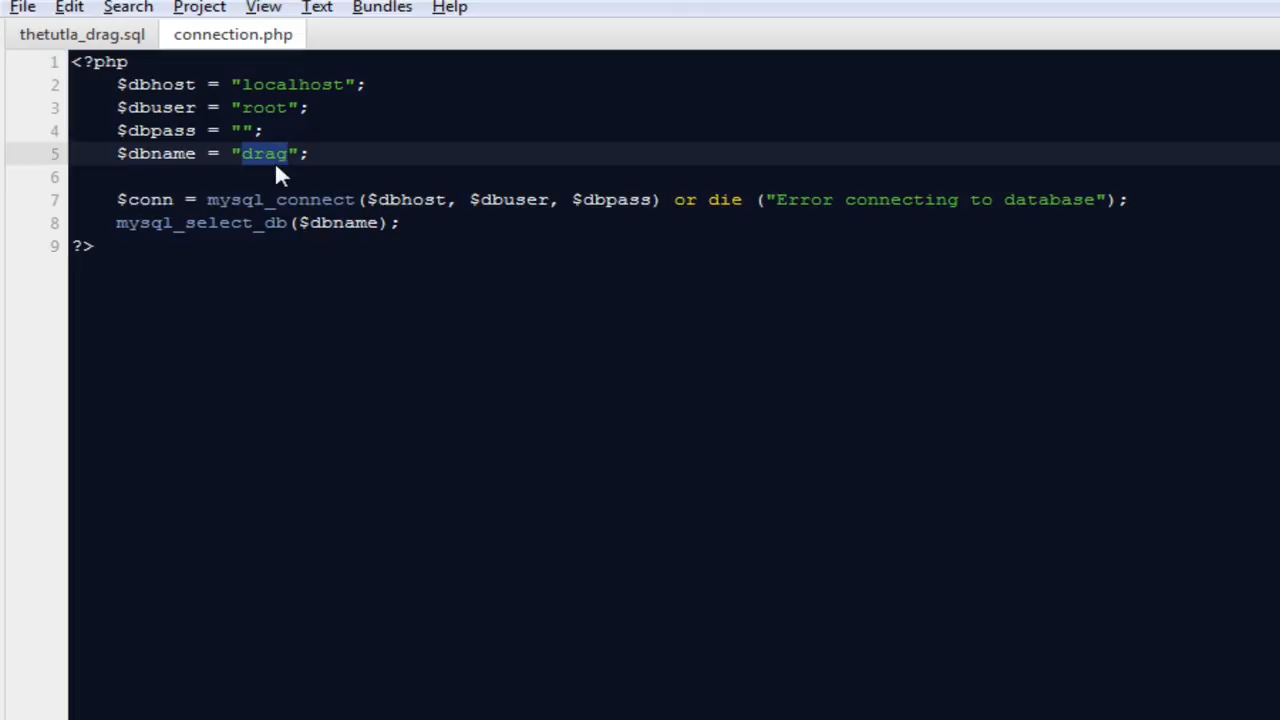 File Edit Search Project View Text Bundles Help
thetutla_drag.sql connection.php
1 <?php
2 $dbhost = "localhost";
3 $dbuser = "root";
4 $dbpass = "";
5 $dbname = "drag";
6
7 $conn = mysql_connect($dbhost, $dbuser, $dbpass) or die ("Error connecting to database");
8 mysql_select_db($dbname);
9 ?>